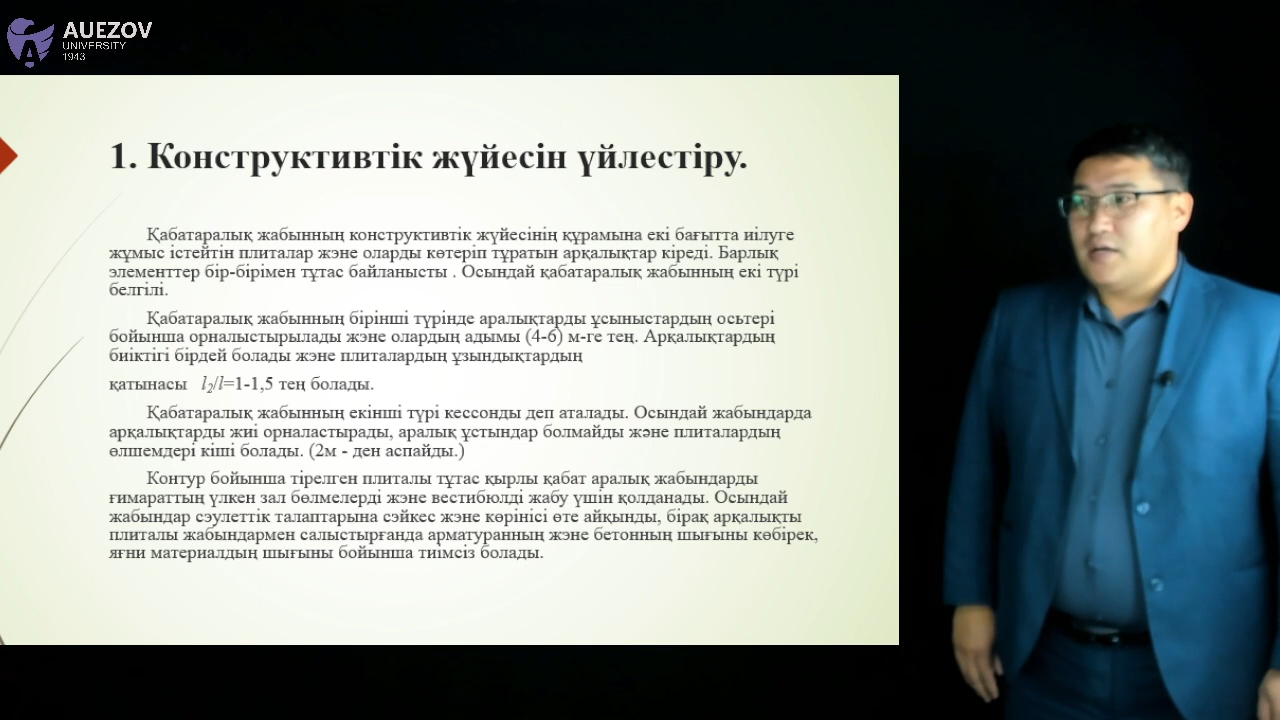 AUEZOV
UNIVERSITY
1943
1. Конструктивтік жүйесін үйлестіру.
Қабатаралық жабынның конструктивтік жүйесінің құрамына екі бағытта иілуге
жұмыс істейтін плиталар және оларды көтеріп тұратын арқалықтар кіреді. Барлық
элементтер бір-бірімен тұтас байланысты . Осындай қабатаралық жабынның екі түрі
белгілі.
Қабатаралық жабынның бірінші түрінде аралықтарды ұсыныстардың осьтері
бойынша орналыстырылады және олардың адымы (4-6) м-ге тең. Арқалықтардың
биіктігі бірдей болады және плиталардың ұзындықтардың
қатынасы l₂/l=1-1,5 тең болады.
Қабатаралық жабынның екінші түрі кессонды деп аталады. Осындай жабындарда
арқалықтарды жиі орналастырады, аралық ұстындар болмайды және плиталардың
өлшемдері кіші болады. (2м - ден аспайды.)
Контур бойынша тірелген плиталы тұтас қырлы қабат аралық жабындарды
ғимараттың үлкен зал бөлмелерді және вестибюлді жабу үшін қолданады. Осындай
жабындар сәулеттік талаптарына сәйкес және көрінісі өте айқынды, бірақ арқалықты
плиталы жабындармен салыстырғанда арматуранның және бетонның шығыны көбірек,
яғни материалдың шығыны бойынша тиімсіз болады.